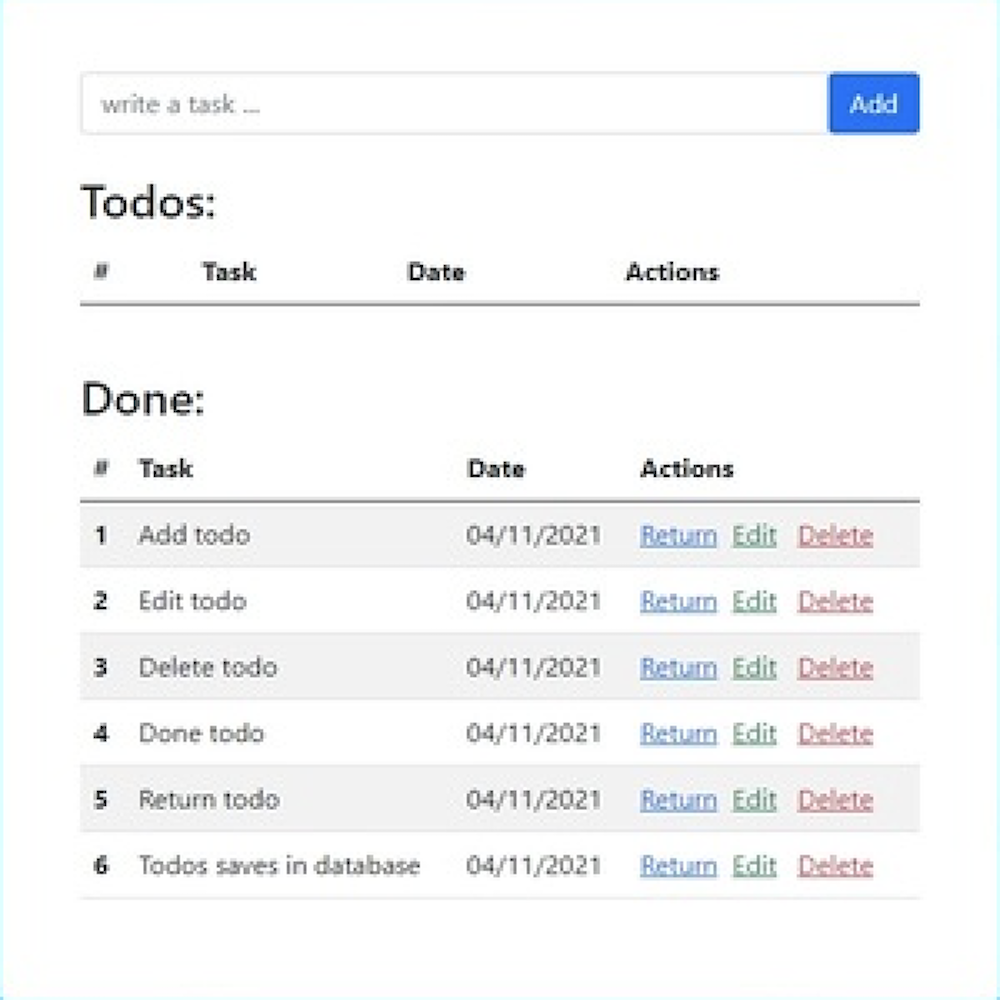 write a task ...
Add
Todos:
# Task Date Actions
Done:
# Task Date Actions
1 Add todo 04/11/2021 Return Edit Delete
2 Edit todo 04/11/2021 Return Edit Delete
3 Delete todo 04/11/2021 Return Edit Delete
4 Done todo 04/11/2021 Return Edit Delete
5 Return todo 04/11/2021 Return Edit Delete
6 Todos saves in database 04/11/2021 Return Edit Delete